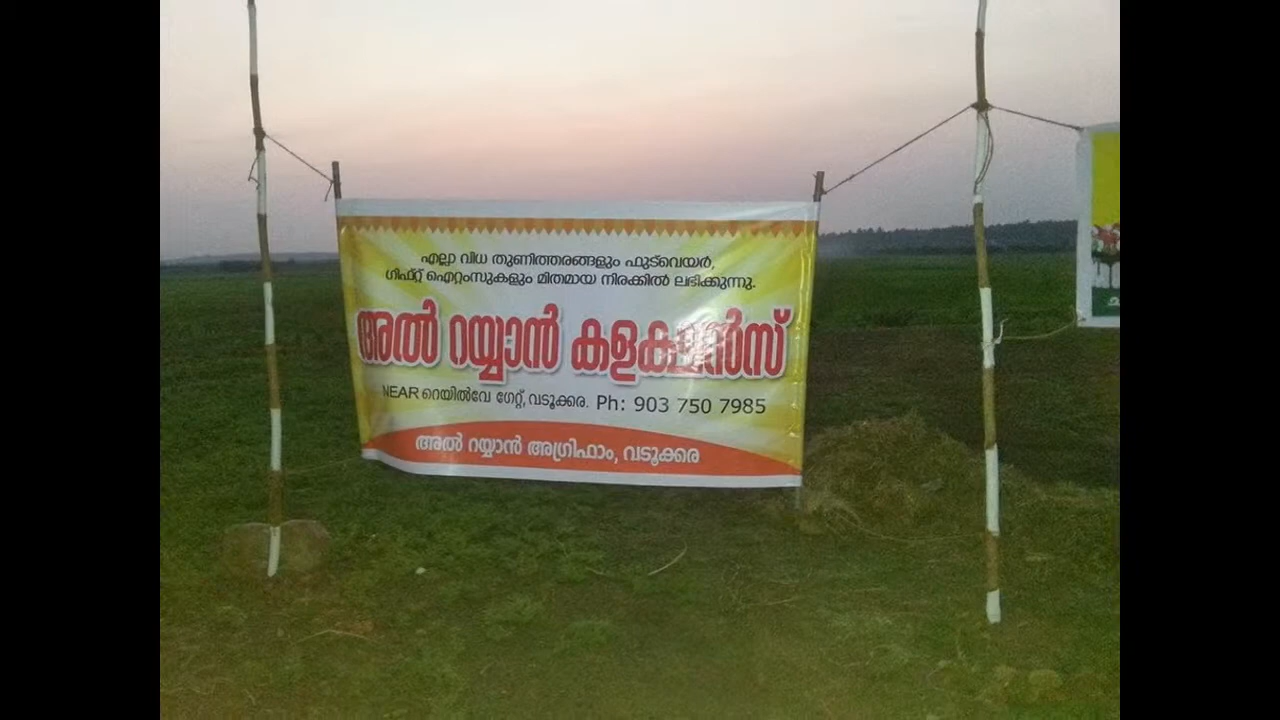 എല്ലാ വിധ തുണിത്തരങ്ങളും ഫുട്‌വെയർ,
ഗിഫ്റ്റ് ഐറ്റംസുകളും മിതമായ നിരക്കിൽ ലഭിക്കുന്നു.
അൽ റയ്യാൻ കളക്ഷൻസ്
NEAR റെയിൽവേ ഗേറ്റ്, വടൂക്കര. Ph: 903 750 7985
അൽ റയ്യാൻ അഗ്രിഫാം, വടൂക്കര